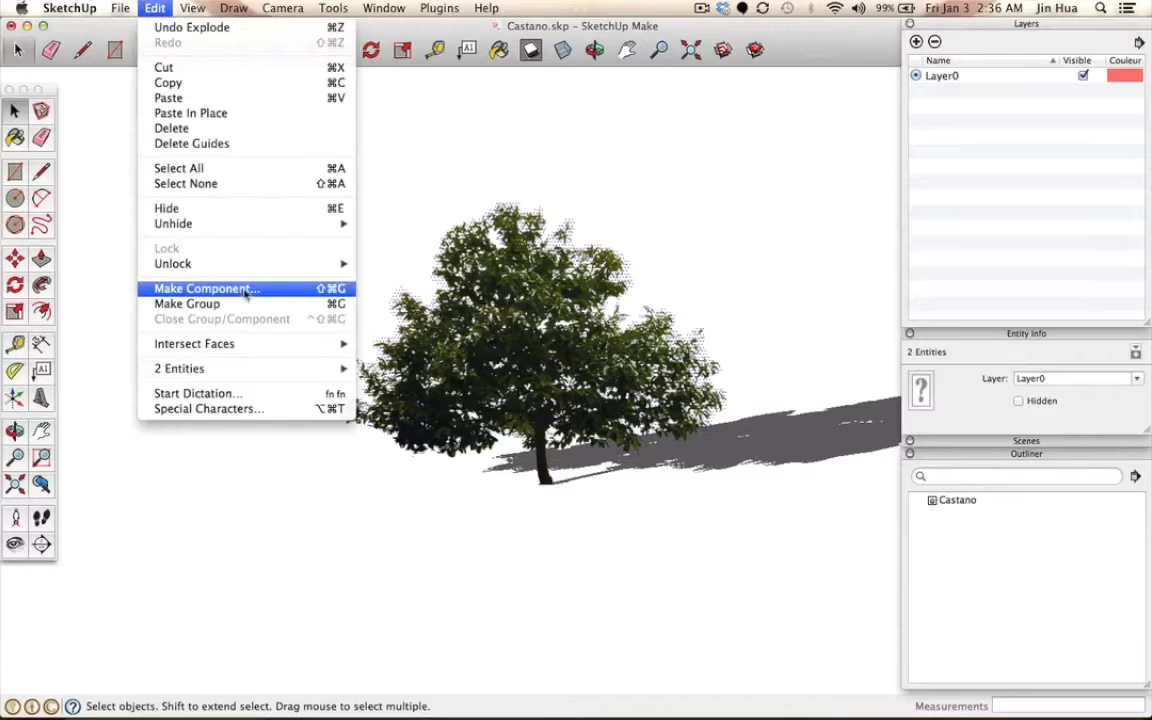 SketchUp File Edit View Draw Camera Tools Window Plugins Help 99% Fri Jan 3 2:36 AM Jin Hua
Castano.skp – SketchUp Make
Undo Explode ⌘Z
Redo ⇧⌘Z
Cut ⌘X
Copy ⌘C
Paste ⌘V
Paste In Place
Delete
Delete Guides
Select All ⌘A
Select None ⇧⌘A
Hide ⌘E
Unhide
Lock
Unlock
Make Component... ⇧⌘G
Make Group ⌘G
Close Group/Component ^⇧⌘G
Intersect Faces
2 Entities
Start Dictation... fn fn
Special Characters... ⌥⌘T
A1
A1
Layers
Name Visible Couleur
Layer0
Entity Info
2 Entities
Layer: Layer0
Hidden
Scenes
Outliner
Castano
Select objects. Shift to extend select. Drag mouse to select multiple.
Measurements